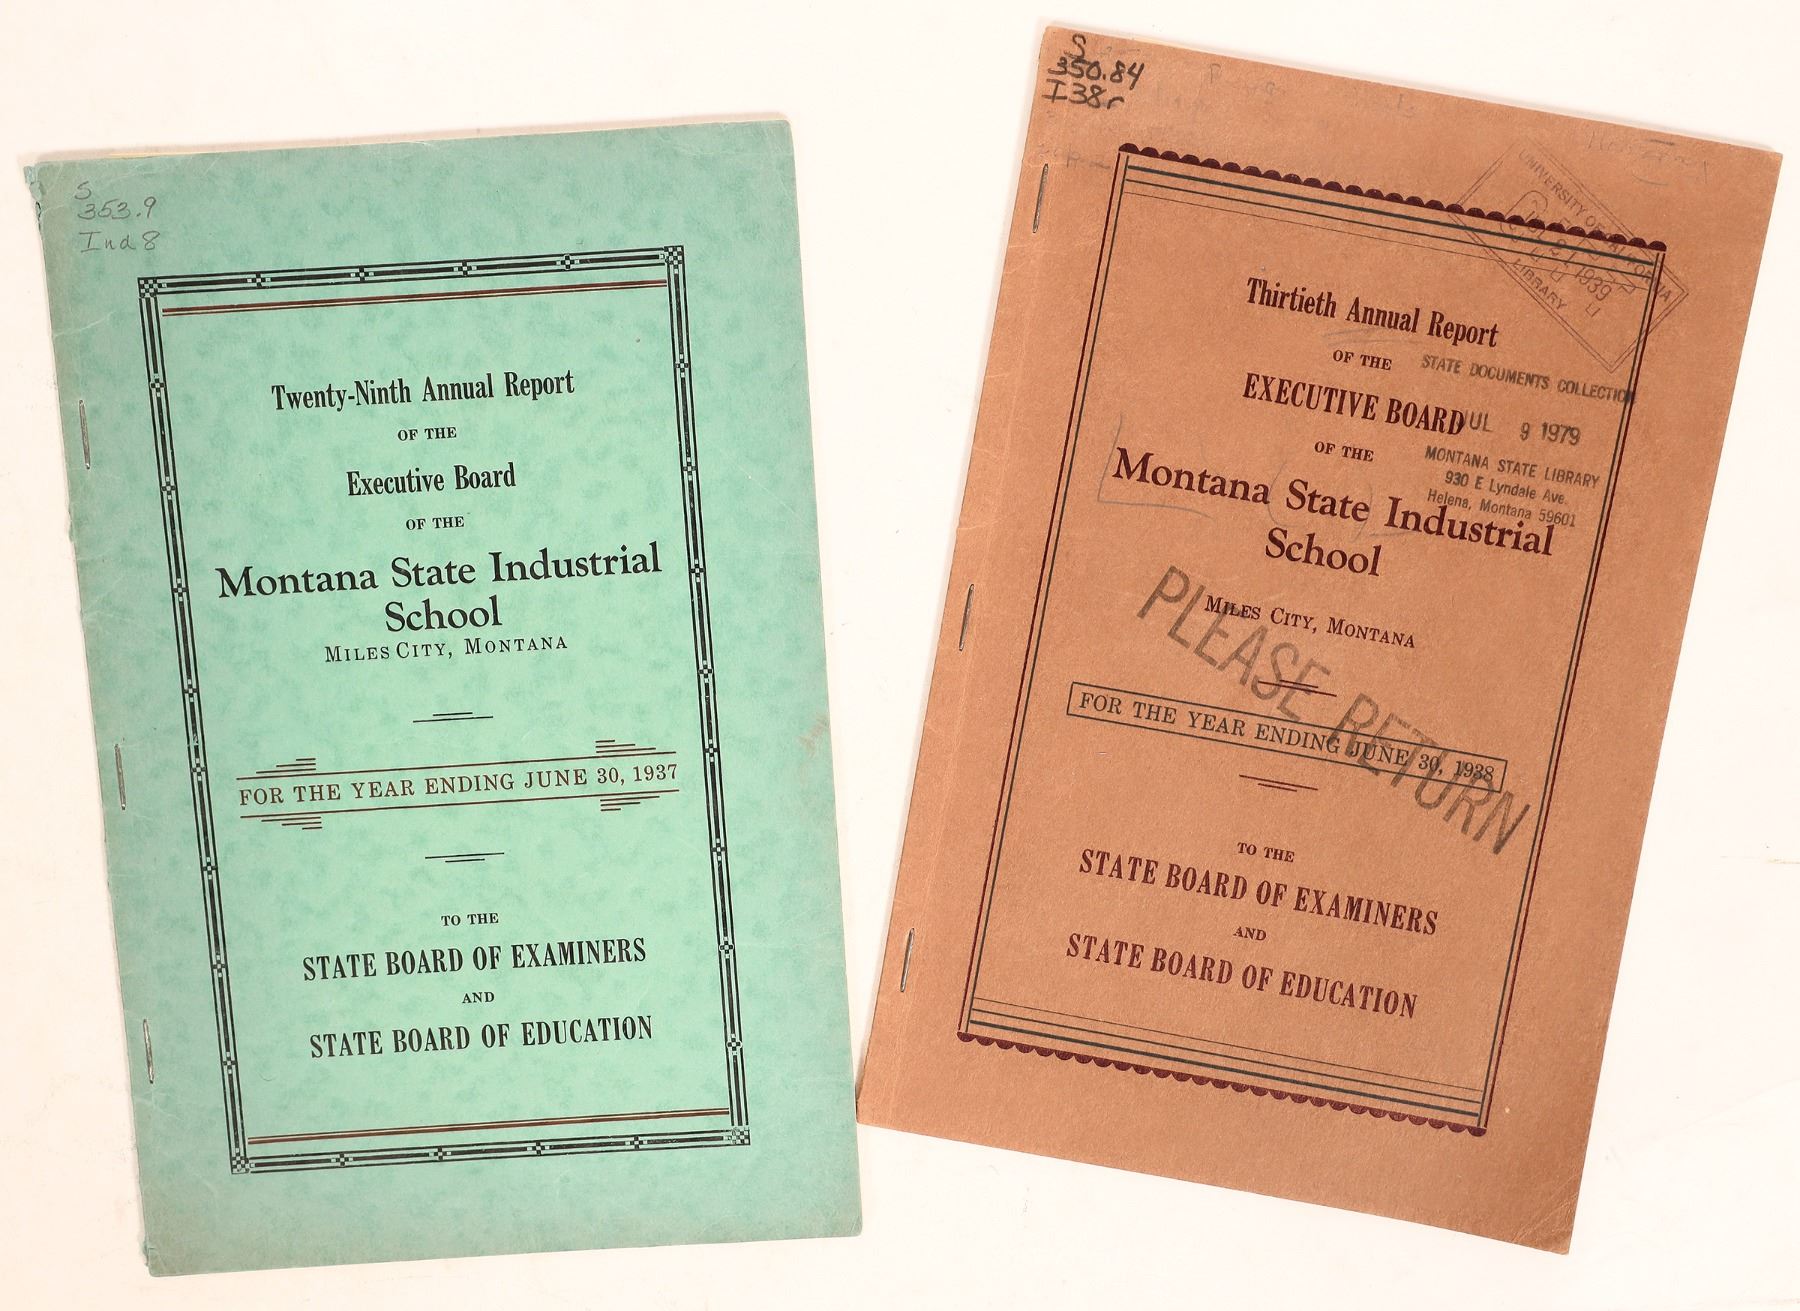 S
353.9
Ind 8
Twenty-Ninth Annual Report
OF THE
Executive Board
OF THE
Montana State Industrial
School
MILES CITY, MONTANA
FOR THE YEAR ENDING JUNE 30, 1937
TO THE
STATE BOARD OF EXAMINERS
AND
STATE BOARD OF EDUCATION
S
350.84
I38r
UNIVERSITY OF CALIFORNIA
1939
LIBRARY
Thirtieth Annual Report
OF THE
EXECUTIVE BOARD
OF THE
Montana State Industrial
School
MILES CITY, MONTANA
STATE DOCUMENTS COLLECTION
JUL 9 1979
MONTANA STATE LIBRARY
930 E Lyndale Ave.
Helena, Montana 59601
PLEASE RETURN
FOR THE YEAR ENDING JUNE 30, 1938
TO THE
STATE BOARD OF EXAMINERS
AND
STATE BOARD OF EDUCATION